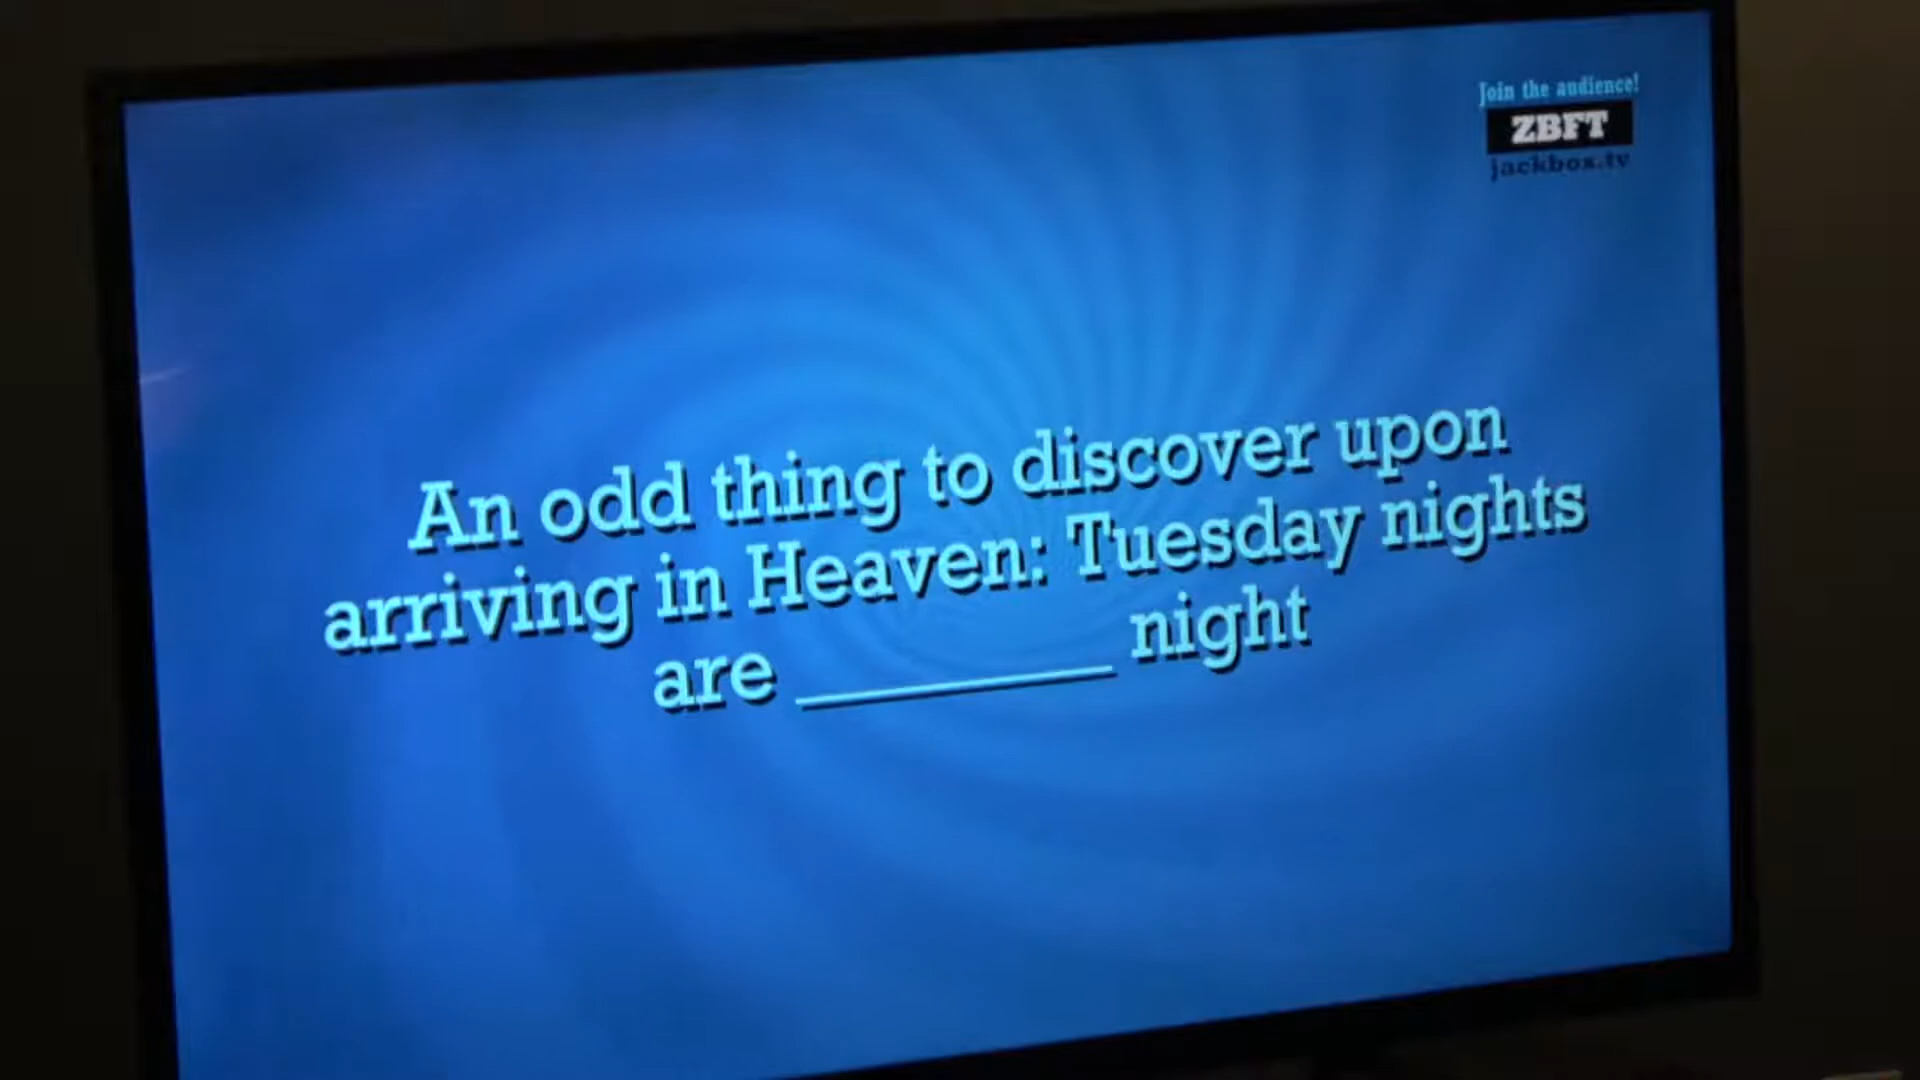 Join the audience!
ZBFT
jackbox.tv
An odd thing to discover upon
arriving in Heaven: Tuesday nights
are ________ night